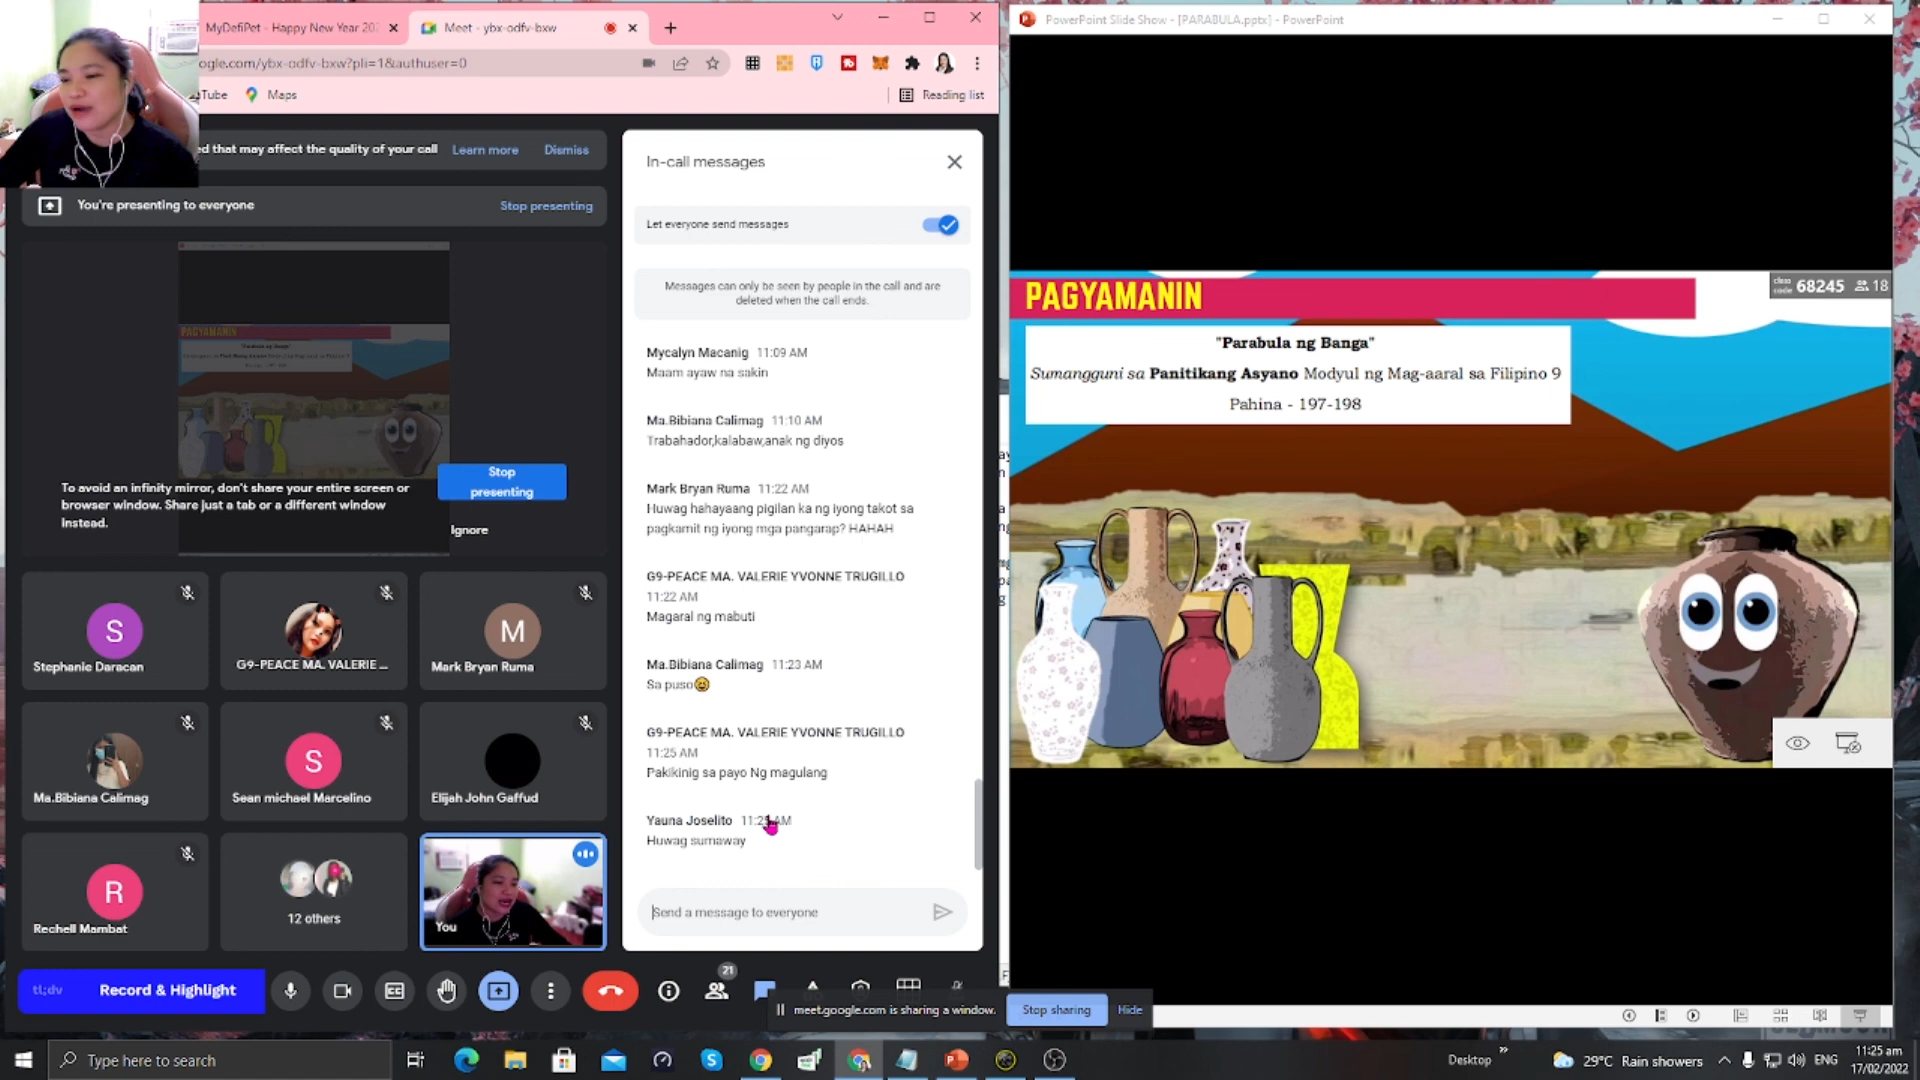 MyDefiPet - Happy New Year 202
Meet - ybx-odfv-bxw
PowerPoint Slide Show - [PARABULA.pptx] - PowerPoint
ogle.com/ybx-odfv-bxw?pli=1&authuser=0
Tube
Maps
Reading list
ed that may affect the quality of your call
Learn more
Dismiss
You're presenting to everyone
Stop presenting
To avoid an infinity mirror, don't share your entire screen or
browser window. Share just a tab or a different window
instead.
Stop
presenting
Ignore
S
Stephanie Daracan
G9-PEACE MA. VALERIE ...
M
Mark Bryan Ruma
Ma.Bibiana Calimag
S
Sean michael Marcelino
Elijah John Gaffud
R
Rechell Mambat
12 others
You
In-call messages
Let everyone send messages
Messages can only be seen by people in the call and are
deleted when the call ends.
Mycalyn Macanig 11:09 AM
Maam ayaw na sakin
Ma.Bibiana Calimag 11:10 AM
Trabahador,kalabaw,anak ng diyos
Mark Bryan Ruma 11:22 AM
Huwag hahayaang pigilan ka ng iyong takot sa
pagkamit ng iyong mga pangarap? HAHAH
G9-PEACE MA. VALERIE YVONNE TRUGILLO
11:22 AM
Magaral ng mabuti
Ma.Bibiana Calimag 11:23 AM
Sa puso😄
G9-PEACE MA. VALERIE YVONNE TRUGILLO
11:25 AM
Pakikinig sa payo Ng magulang
Yauna Joselito 11:25 AM
Huwag sumaway
Send a message to everyone
PAGYAMANIN
class code 68245 18
"Parabula ng Banga"
Sumangguni sa Panitikang Asyano Modyul ng Mag-aaral sa Filipino 9
Pahina - 197-198
tl;dv Record & Highlight
21
meet.google.com is sharing a window.
Stop sharing
Hide
Type here to search
Desktop
29°C Rain showers
ENG
11:25 am
17/02/2022